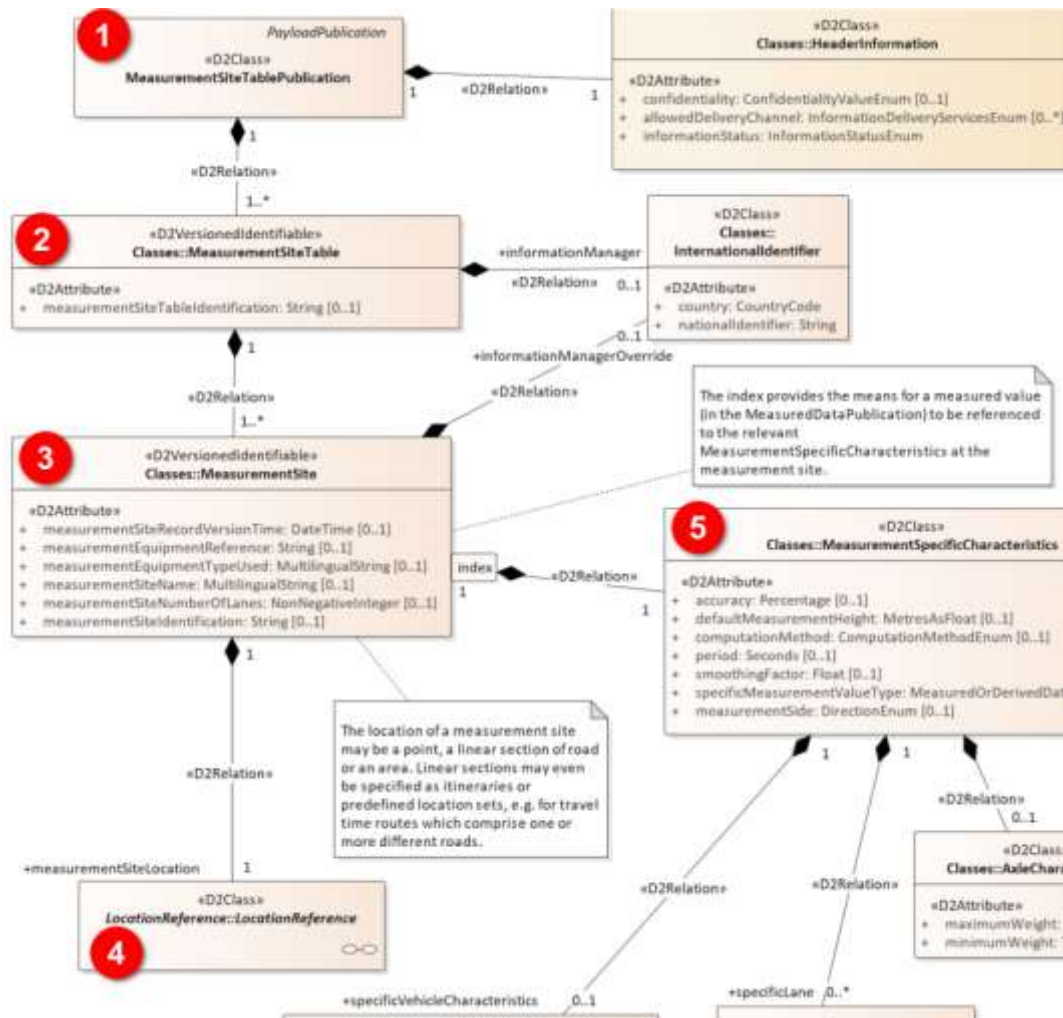 1
PayloadPublication
«D2Class»
MeasurementSiteTablePublication
1
«D2Relation»
1
«D2Class»
Classes::HeaderInformation
«D2Attribute»
+ confidentiality: ConfidentialityValueEnum [0..1]
+ allowedDeliveryChannel: InformationDeliveryServicesEnum [0..*]
+ informationStatus: InformationStatusEnum
1
«D2Relation»
1..*
2
«D2VersionedIdentifiable»
Classes::MeasurementSiteTable
«D2Attribute»
+ measurementSiteTableIdentification: String [0..1]
+informationManager
«D2Relation»
0..1
«D2Class»
Classes::
InternationalIdentifier
«D2Attribute»
+ country: CountryCode
+ nationalIdentifier: String
1
«D2Relation»
1..*
0..1
+informationManagerOverride
«D2Relation»
The index provides the means for a measured value
(in the MeasuredDataPublication) to be referenced
to the relevant
MeasurementSpecificCharacteristics at the
measurement site.
3
«D2VersionedIdentifiable»
Classes::MeasurementSite
«D2Attribute»
+ measurementSiteRecordVersionTime: DateTime [0..1]
+ measurementEquipmentReference: String [0..1]
+ measurementEquipmentTypeUsed: MultilingualString [0..1]
+ measurementSiteName: MultilingualString [0..1]
+ measurementSiteNumberOfLanes: NonNegativeInteger [0..1]
+ measurementSiteIdentification: String [0..1]
index
1
«D2Relation»
1
5
«D2Class»
Classes::MeasurementSpecificCharacteristics
«D2Attribute»
+ accuracy: Percentage [0..1]
+ defaultMeasurementHeight: MetresAsFloat [0..1]
+ computationMethod: ComputationMethodEnum [0..1]
+ period: Seconds [0..1]
+ smoothingFactor: Float [0..1]
+ specificMeasurementValueType: MeasuredOrDerivedDat
+ measurementSide: DirectionEnum [0..1]
1
The location of a measurement site
may be a point, a linear section of road
or an area. Linear sections may even
be specified as itineraries or
predefined location sets, e.g. for travel
time routes which comprise one or
more different roads.
«D2Relation»
+measurementSiteLocation
1
«D2Class»
LocationReference::LocationReference
4
1
1
«D2Relation»
0..1
«D2Class
Classes::AxleChara
«D2Attribute»
+ maximumWeight:
+ minimumWeight:
«D2Relation»
«D2Relation»
+specificVehicleCharacteristics
0..1
+specificLane
0..*